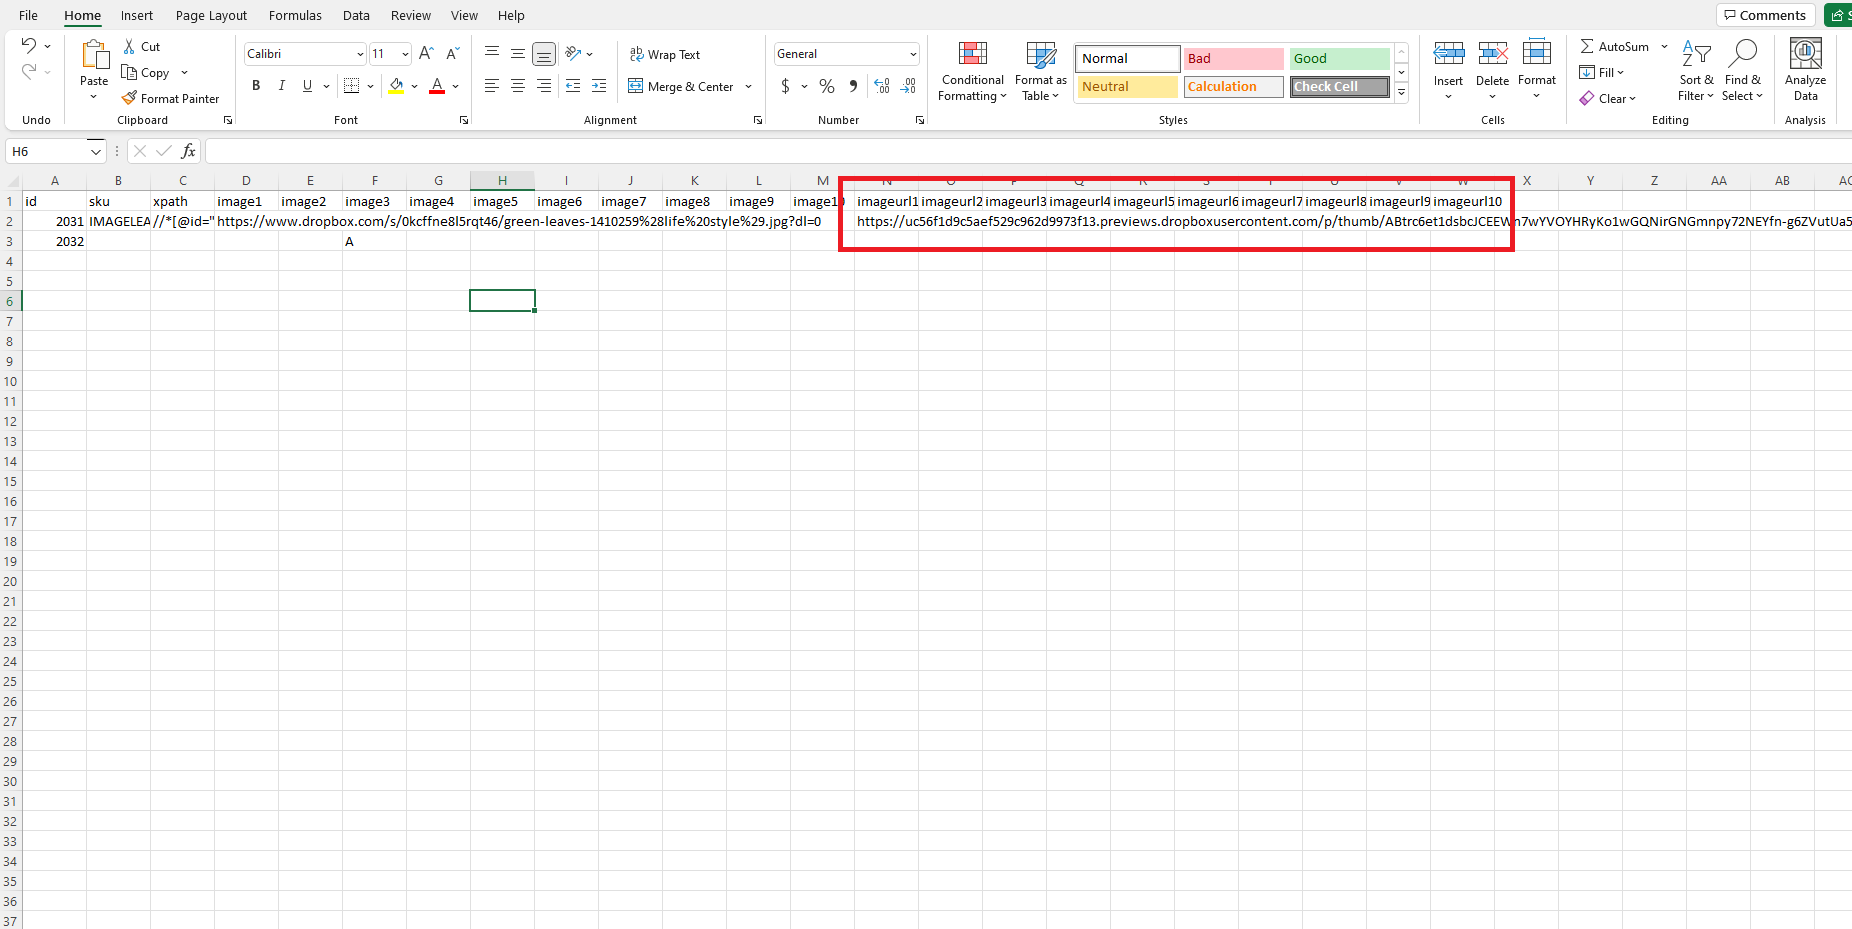 File Home Insert Page Layout Formulas Data Review View Help Comments
Cut
Copy
Paste
Format Painter
Undo Clipboard
Calibri 11
B I U A
Font
Wrap Text
Merge & Center
Alignment
General
$ %
Number
Conditional Formatting
Format as Table
Normal Bad Good
Neutral Calculation Check Cell
Styles
Insert Delete Format
Cells
AutoSum
Fill
Clear
Sort & Filter
Find & Select
Editing
Analyze Data
Analysis
H6 fx
A B C D E F G H I J K L M X Y Z AA AB
1 id sku xpath image1 image2 image3 image4 image5 image6 image7 image8 image9 image10 imageurl1 imageurl2 imageurl3 imageurl4 imageurl5 imageurl6 imageurl7 imageurl8 imageurl9 imageurl10
2 2031 IMAGELEA //*[@id=" https://www.dropbox.com/s/0kcffne8l5rqt46/green-leaves-1410259%28life%20style%29.jpg?dl=0 https://uc56f1d9c5aef529c962d9973f13.previews.dropboxusercontent.com/p/thumb/ABtrc6et1dsbcJCEEWn7wYVOYHRyKo1wGQNirGNGmnpy72NEYfn-g6ZVutUa5
3 2032 A
4
5
6
7
8
9
10
11
12
13
14
15
16
17
18
19
20
21
22
23
24
25
26
27
28
29
30
31
32
33
34
35
36
37